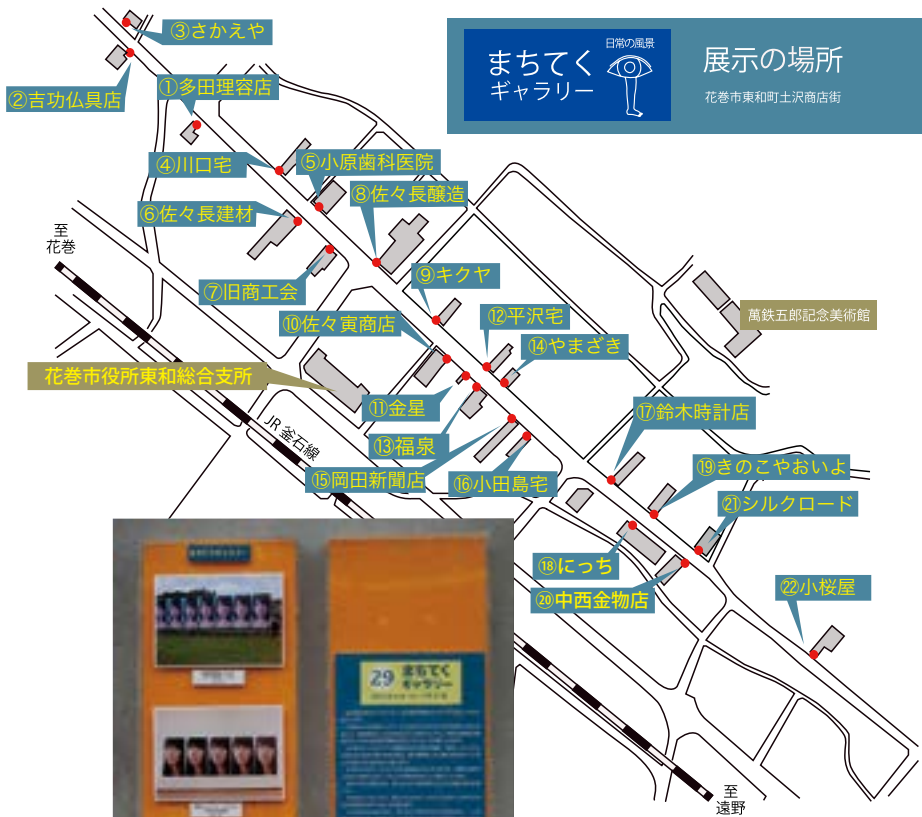 日常の風景
まちてく
ギャラリー
展示の場所
花巻市東和町土沢商店街
③さかえや
②吉功仏具店
①多田理容店
④川口宅
⑤小原歯科医院
⑥佐々長建材
⑧佐々長醸造
至
花巻
⑦旧商工会
⑨キクヤ
⑩佐々寅商店
⑫平沢宅
⑭やまざき
萬鉄五郎記念美術館
花巻市役所東和総合支所
⑪金星
⑬福泉
JR 釜石線
⑮岡田新聞店
⑯小田島宅
⑰鈴木時計店
⑲きのこやおいよ
㉑シルクロード
⑱にっち
⑳中西金物店
㉒小桜屋
29
まちてく
ギャラリー
至
遠野